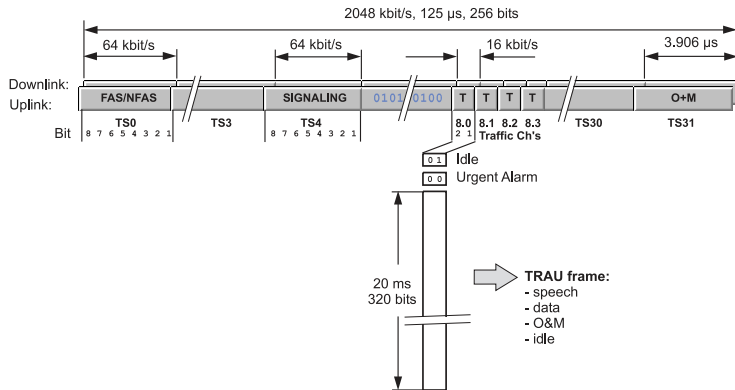 2048 kbit/s, 125 µs, 256 bits
64 kbit/s
64 kbit/s
16 kbit/s
3.906 µs
Downlink:
Uplink:
FAS/NFAS
SIGNALING
0101
0100
T
T
T
T
O+M
TS0
TS3
TS4
8.0
8.1
8.2
8.3
TS30
TS31
Bit
8 7 6 5 4 3 2 1
8 7 6 5 4 3 2 1
2 1
Traffic Ch's
0 1
Idle
0 0
Urgent Alarm
20 ms
320 bits
TRAU frame:
- speech
- data
- O&M
- idle